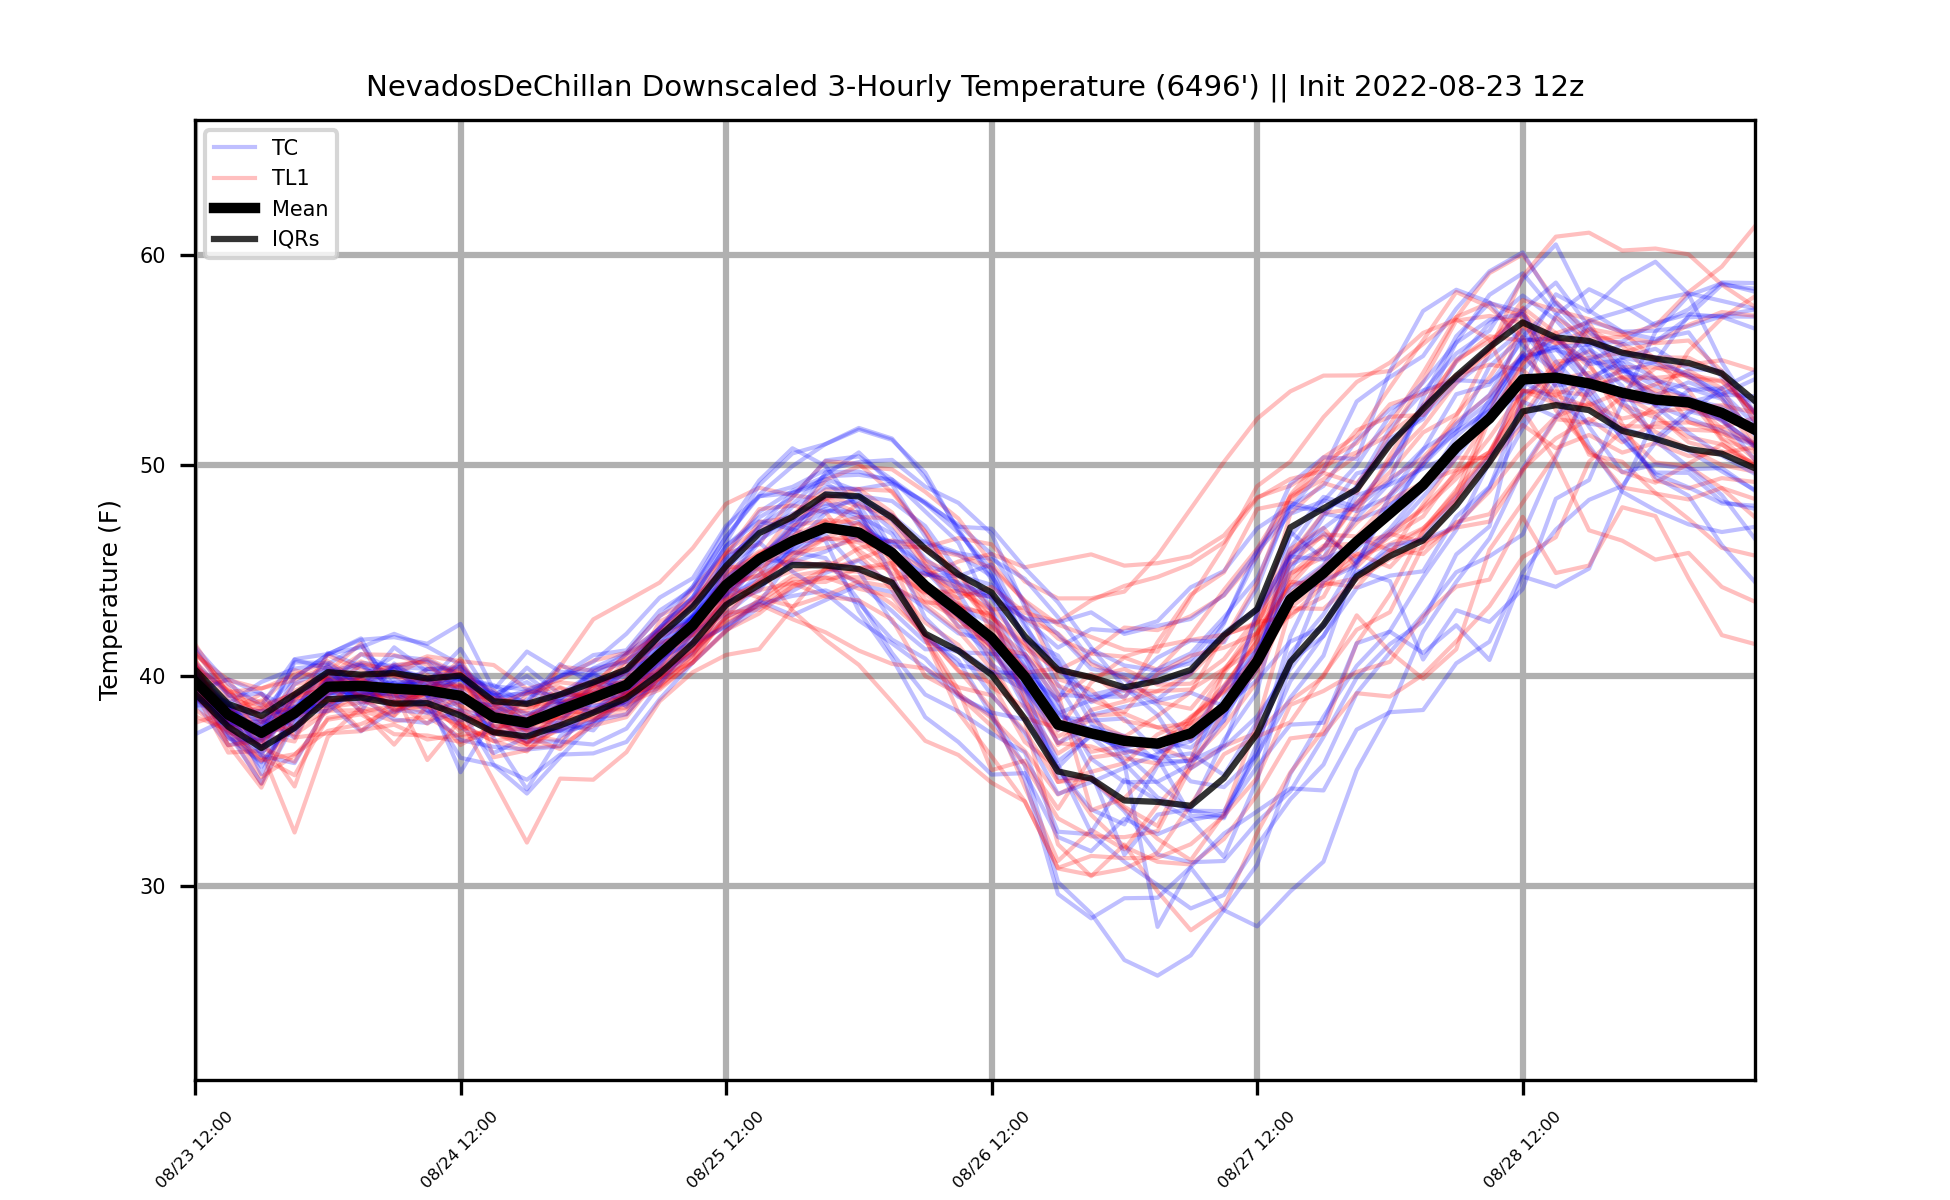 NevadosDeChillan Downscaled 3-Hourly Temperature (6496') || Init 2022-08-23 12z
TC
TL1
Mean
IQRs
Temperature (F)
60
50
40
30
08/23 12:00
08/24 12:00
08/25 12:00
08/26 12:00
08/27 12:00
08/28 12:00